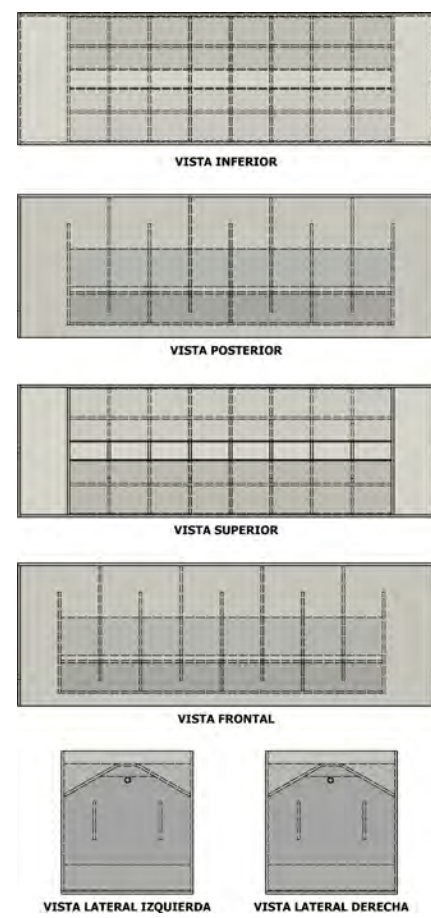 VISTA INFERIOR
VISTA POSTERIOR
VISTA SUPERIOR
VISTA FRONTAL
VISTA LATERAL IZQUIERDA
VISTA LATERAL DERECHA